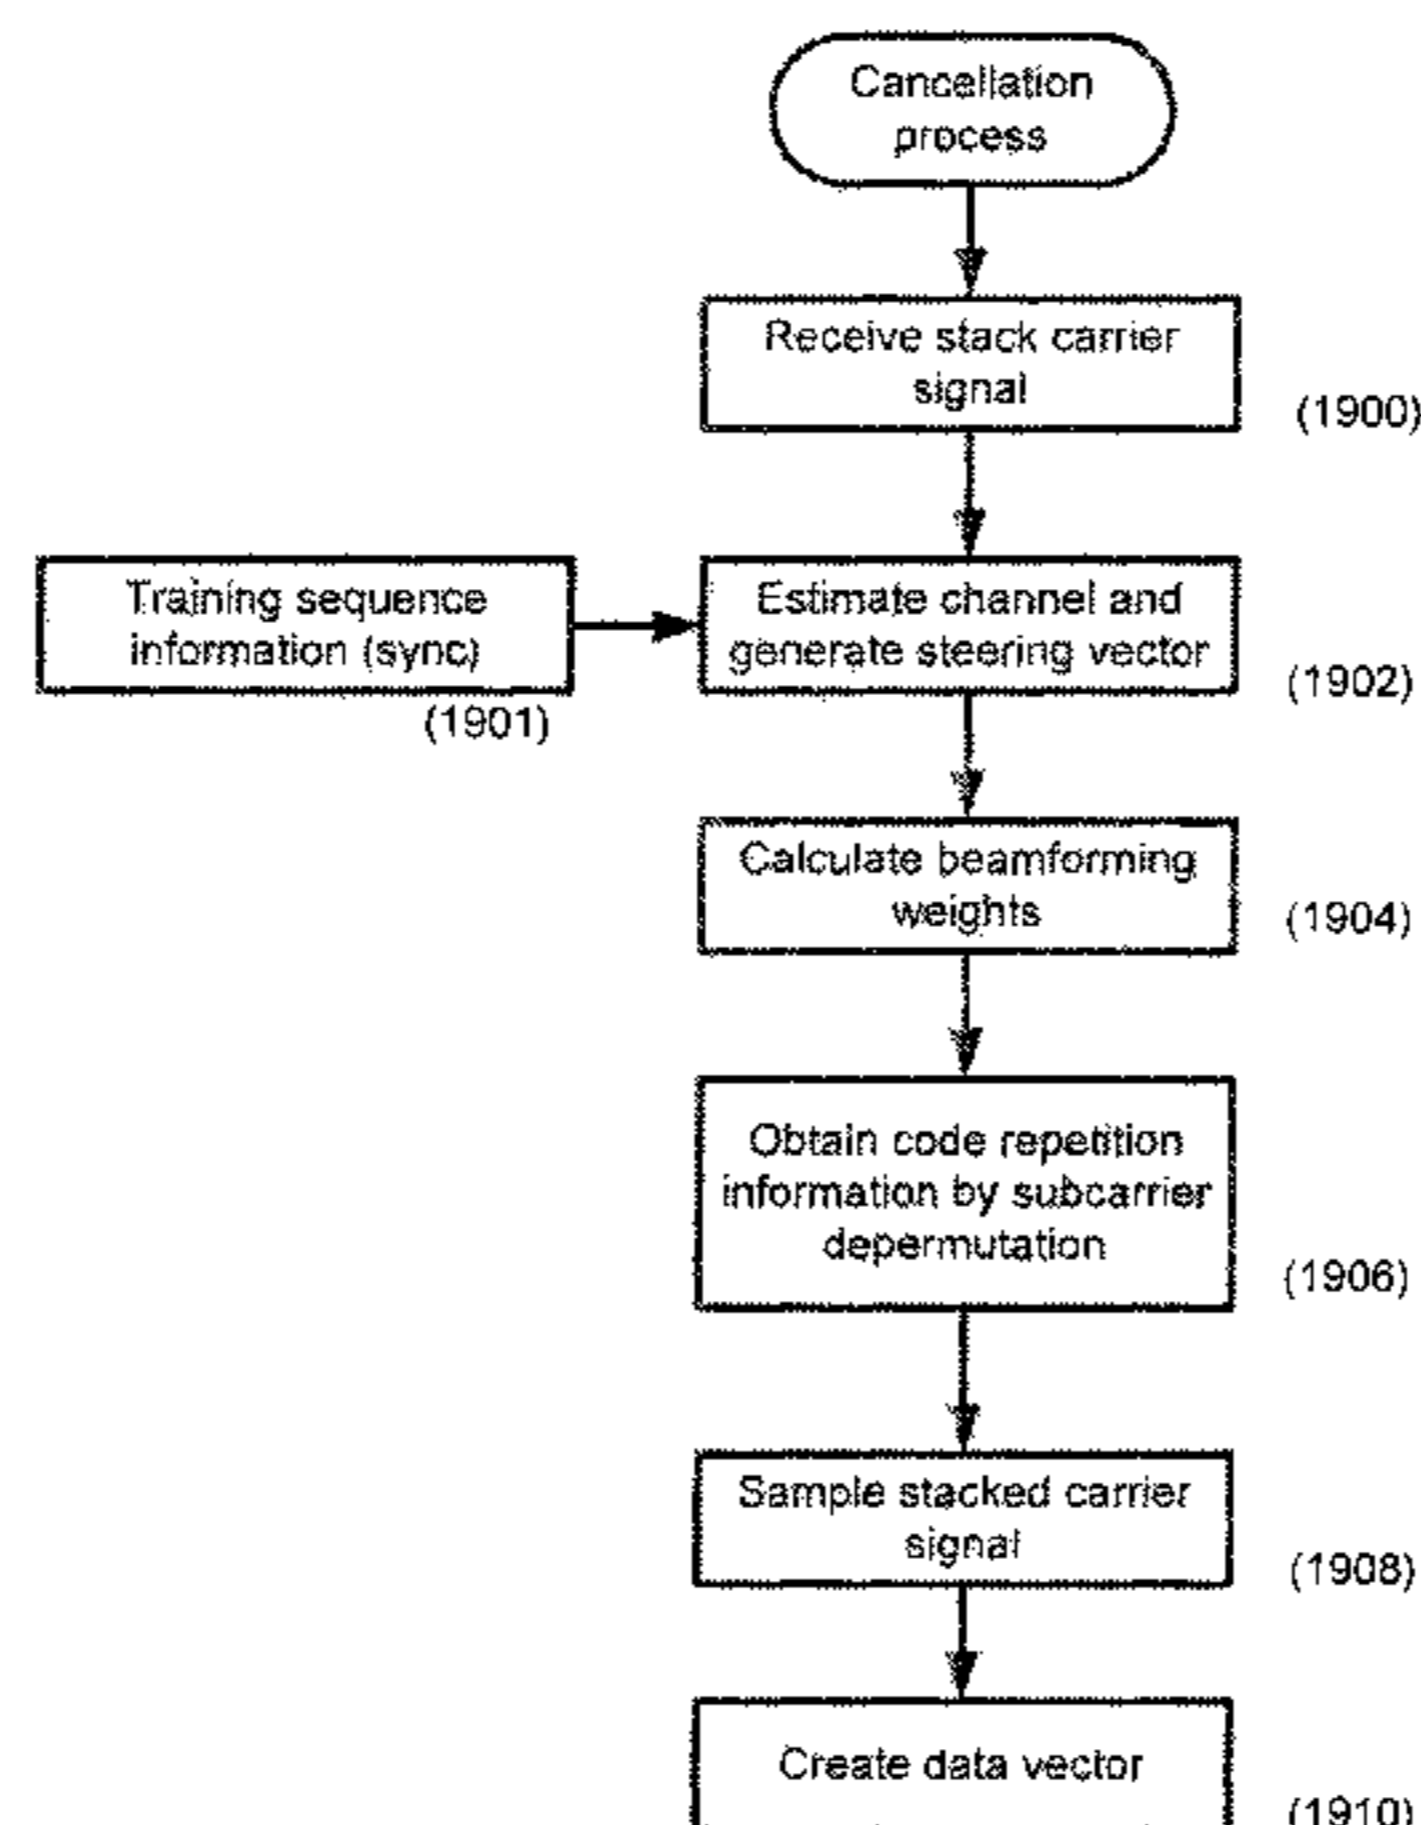 Cancellation
process
Receive stack carrier
signal
(1900)
Training sequence
information (sync)
(1901)
Estimate channel and
generate steering vector
(1902)
Calculate beamforming
weights
(1904)
Obtain code repetition
information by subcarrier
depermutation
(1906)
Sample stacked carrier
signal
(1908)
Create data vector
(1910)